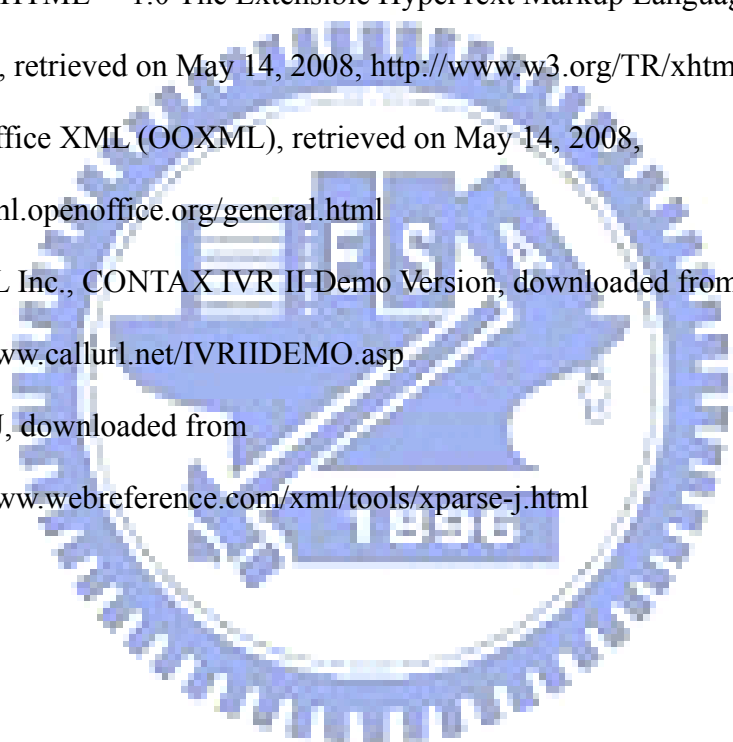 1.0 The Extensible HyperText Markup Languag
, retrieved on May 14, 2008, http://www.w3.org/TR/xhtm
ffice XML (OOXML), retrieved on May 14, 2008,
ml.openoffice.org/general.html
L Inc., CONTAX IVR II Demo Version, downloaded from
ww.callurl.net/IVRIIDEMO.asp
J, downloaded from
ww.webreference.com/xml/tools/xparse-j.html
E S A
1896